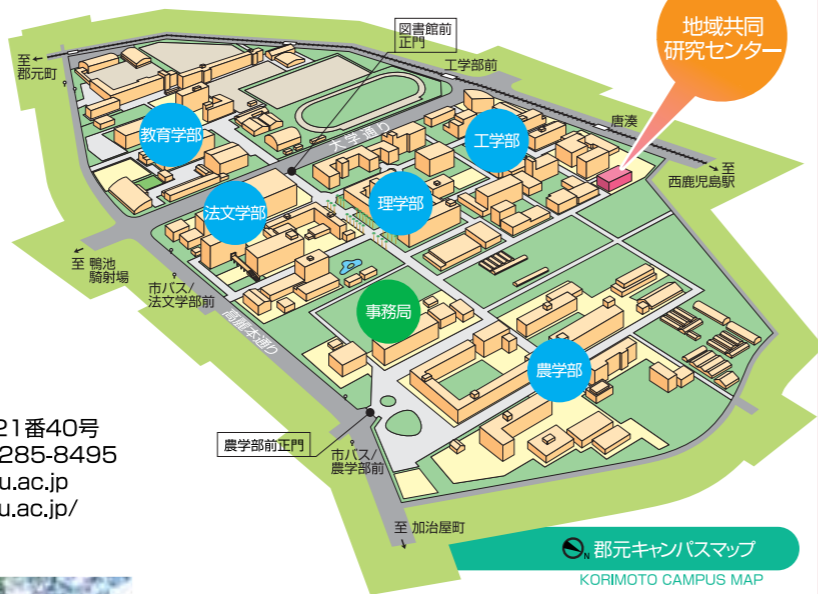 図書館前
正門
地域共同
研究センター
至
郡元町
工学部前
唐湊
至
西鹿児島駅
教育学部
大学通り
工学部
法文学部
理学部
至 鴨池
騎射場
市バス/
法文学部前
事務局
高麗本通り
農学部
農学部前正門
市バス/
農学部前
21番40号
285-8495
u.ac.jp
u.ac.jp/
至 加治屋町
N 郡元キャンパスマップ
KORIMOTO CAMPUS MAP